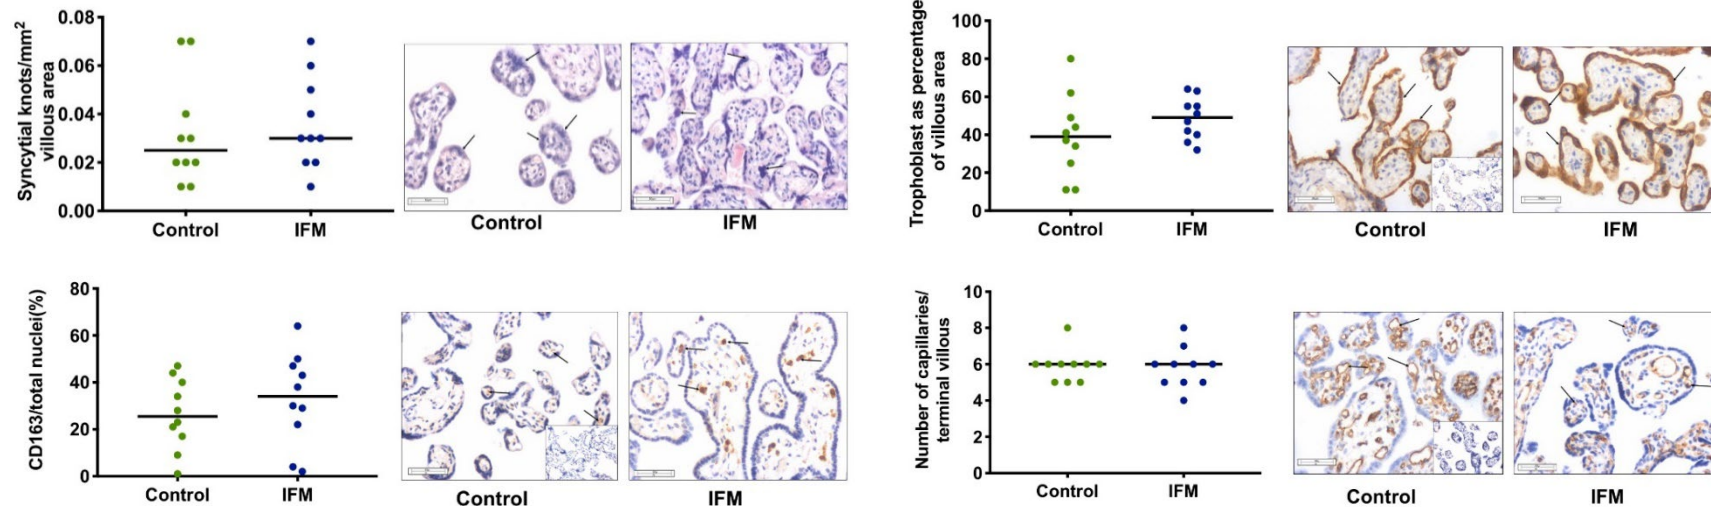 Syncytial knots/mm2
villous area
0.08
0.06
0.04
0.02
0.00
Control
IFM
Control
IFM
Trophoblast as percentage
of villous area
100
80
60
40
20
0
Control
IFM
Control
IFM
CD163/total nuclei(%)
80
60
40
20
0
Control
IFM
Control
IFM
Number of capillaries/
terminal villous
10
8
6
4
2
0
Control
IFM
Control
IFM